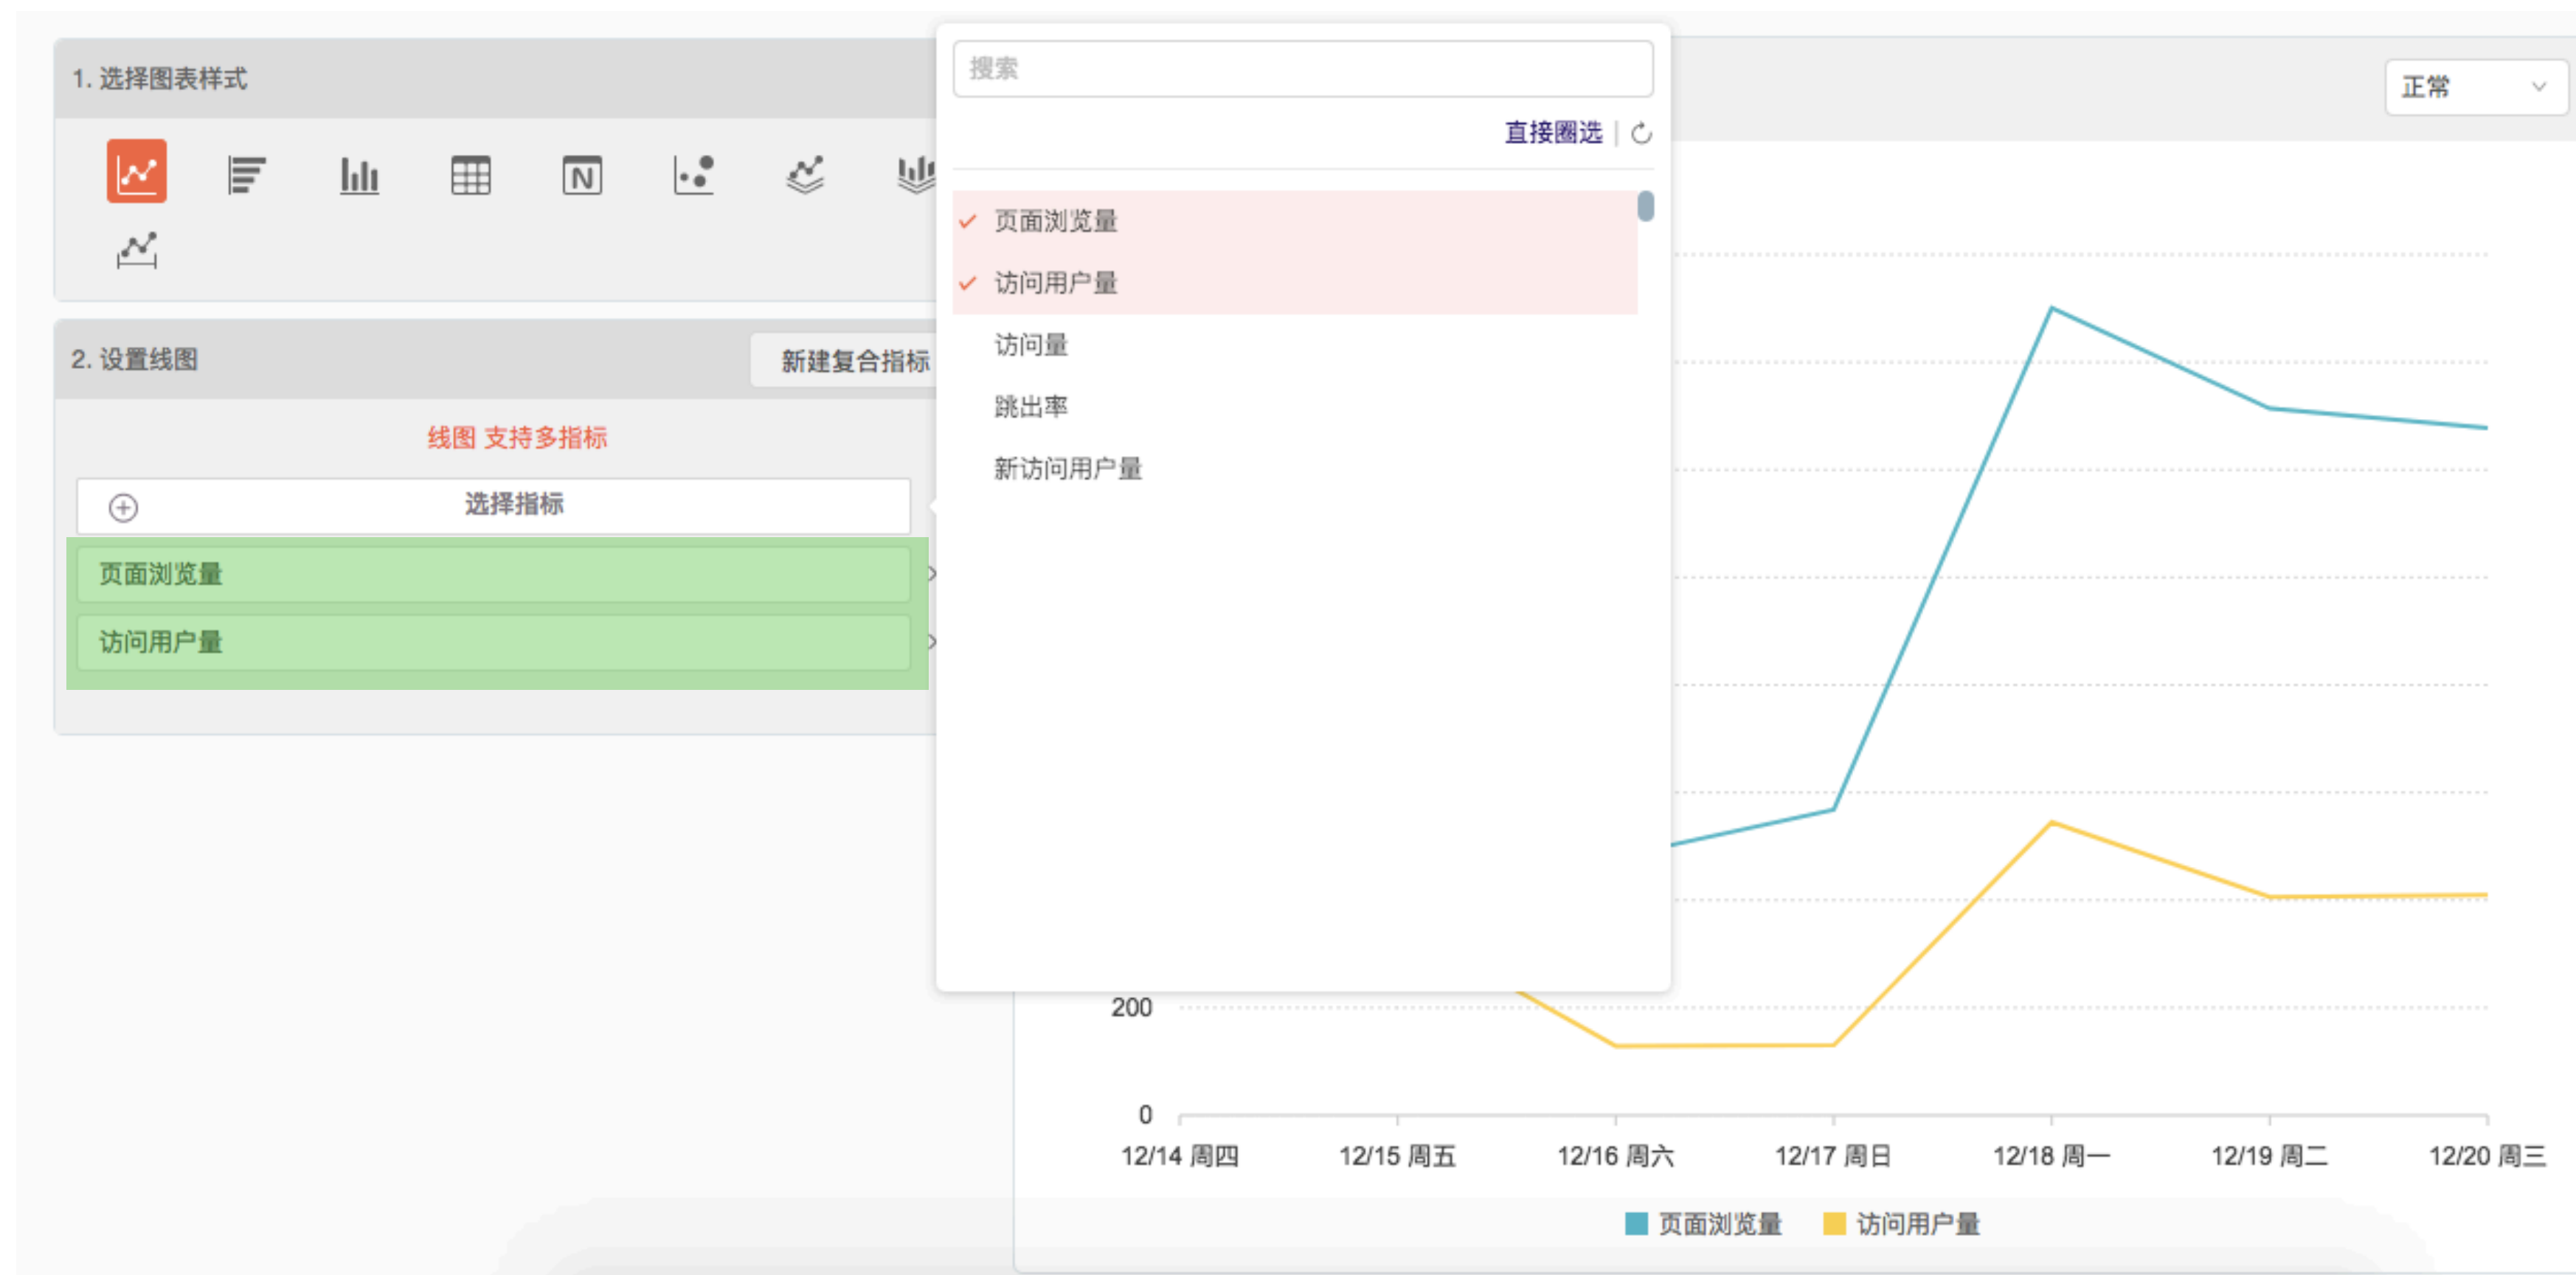 1. 选择图表样式
2. 设置线图
新建复合指标
线图 支持多指标
选择指标
页面浏览量
访问用户量
搜索
直接圈选
页面浏览量
访问用户量
访问量
跳出率
新访问用户量
正常
200
0
12/14 周四 12/15 周五 12/16 周六 12/17 周日 12/18 周一 12/19 周二 12/20 周三
页面浏览量 访问用户量